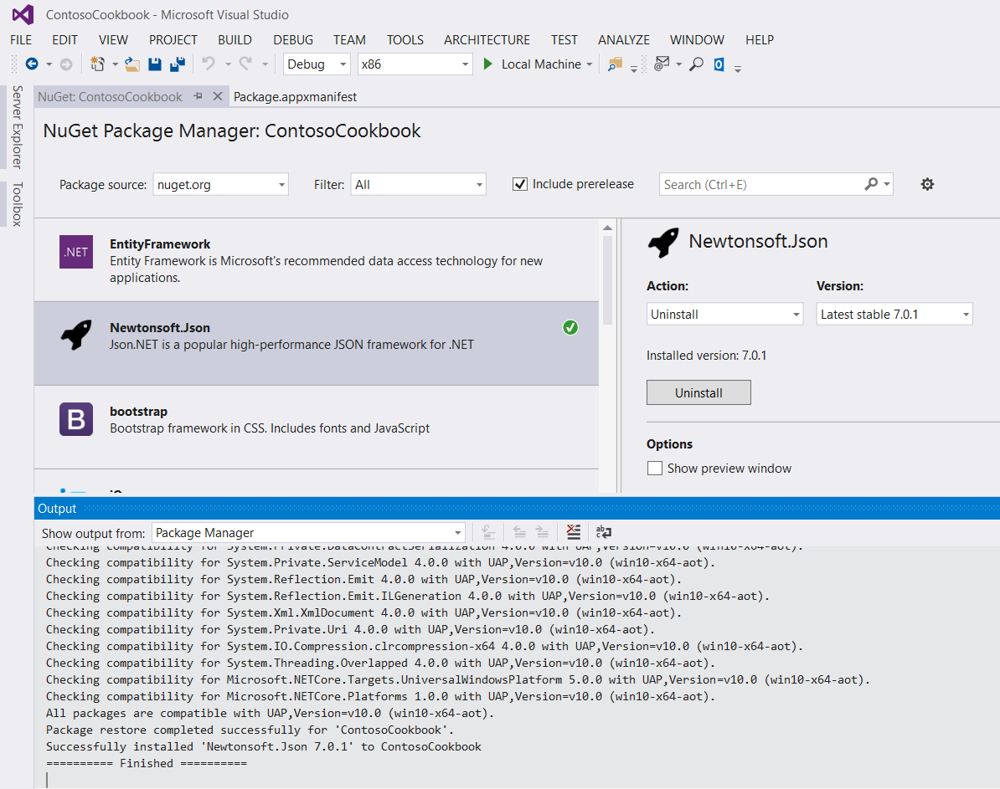 ContosoCookbook - Microsoft Visual Studio
FILE EDIT VIEW PROJECT BUILD DEBUG TEAM TOOLS ARCHITECTURE TEST ANALYZE WINDOW HELP
Debug x86 Local Machine
Server Explorer
Toolbox
NuGet: ContosoCookbook Package.appxmanifest
NuGet Package Manager: ContosoCookbook
Package source: nuget.org Filter: All Include prerelease Search (Ctrl+E)
.NET
EntityFramework
Entity Framework is Microsoft's recommended data access technology for new
applications.
Newtonsoft.Json
Json.NET is a popular high-performance JSON framework for .NET
B
bootstrap
Bootstrap framework in CSS. Includes fonts and JavaScript
Newtonsoft.Json
Action: Version:
Uninstall Latest stable 7.0.1
Installed version: 7.0.1
Uninstall
Options
Show preview window
Output
Show output from: Package Manager
Checking compatibility for System.Private.DataContractSerialization 4.0.0 with UAP,Version=v10.0 (win10-x64-aot).
Checking compatibility for System.Private.ServiceModel 4.0.0 with UAP,Version=v10.0 (win10-x64-aot).
Checking compatibility for System.Reflection.Emit 4.0.0 with UAP,Version=v10.0 (win10-x64-aot).
Checking compatibility for System.Reflection.Emit.ILGeneration 4.0.0 with UAP,Version=v10.0 (win10-x64-aot).
Checking compatibility for System.Xml.XmlDocument 4.0.0 with UAP,Version=v10.0 (win10-x64-aot).
Checking compatibility for System.Private.Uri 4.0.0 with UAP,Version=v10.0 (win10-x64-aot).
Checking compatibility for System.IO.Compression.clrcompression-x64 4.0.0 with UAP,Version=v10.0 (win10-x64-aot).
Checking compatibility for System.Threading.Overlapped 4.0.0 with UAP,Version=v10.0 (win10-x64-aot).
Checking compatibility for Microsoft.NETCore.Targets.UniversalWindowsPlatform 5.0.0 with UAP,Version=v10.0 (win10-x64-aot).
Checking compatibility for Microsoft.NETCore.Platforms 1.0.0 with UAP,Version=v10.0 (win10-x64-aot).
All packages are compatible with UAP,Version=v10.0 (win10-x64-aot).
Package restore completed successfully for 'ContosoCookbook'.
Successfully installed 'Newtonsoft.Json 7.0.1' to ContosoCookbook
========== Finished ==========